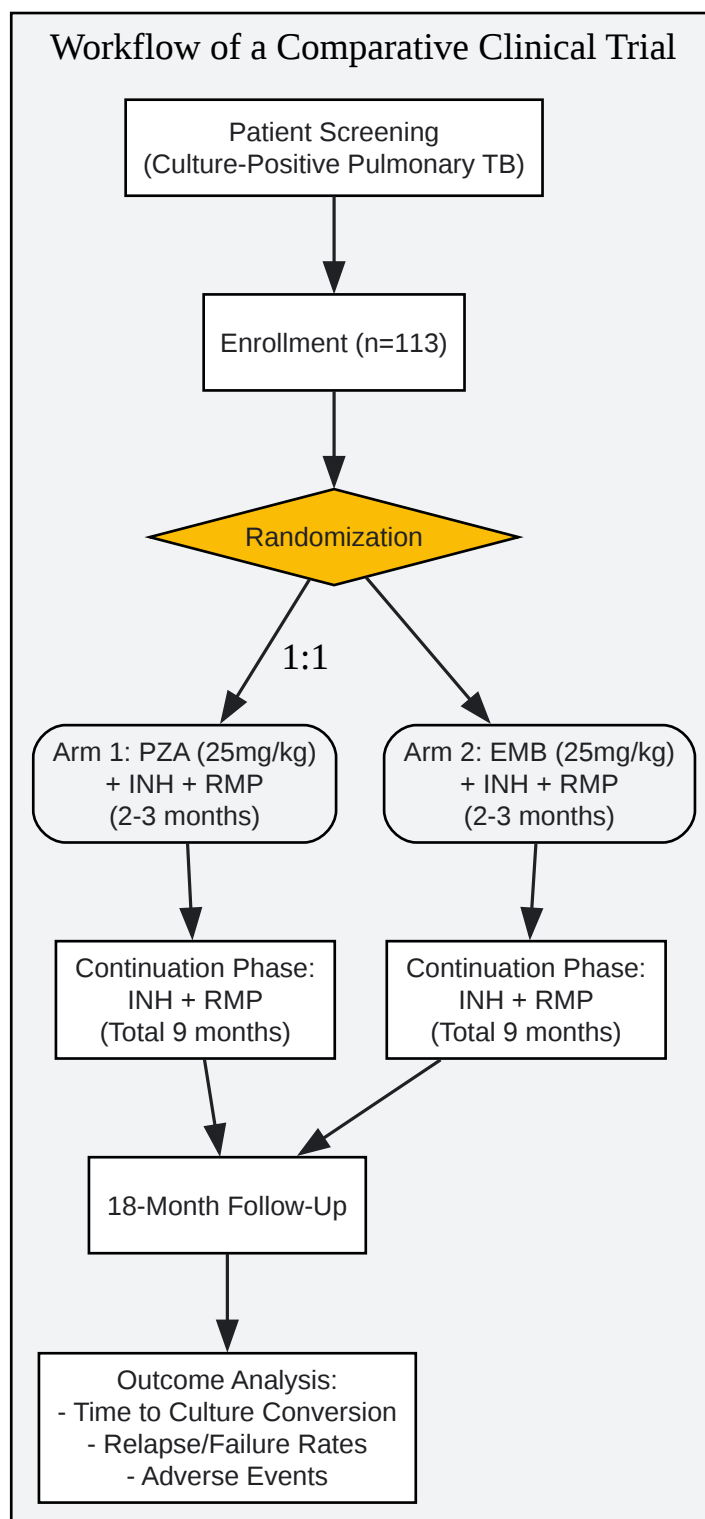 Workflow of a Comparative Clinical Trial
Patient Screening
(Culture-Positive Pulmonary TB)
Enrollment (n=113)
Randomization
1:1
Arm 1: PZA (25mg/kg)
+ INH + RMP
(2-3 months)
Arm 2: EMB (25mg/kg)
+ INH + RMP
(2-3 months)
Continuation Phase:
INH + RMP
(Total 9 months)
Continuation Phase:
INH + RMP
(Total 9 months)
18-Month Follow-Up
Outcome Analysis:
- Time to Culture Conversion
- Relapse/Failure Rates
- Adverse Events